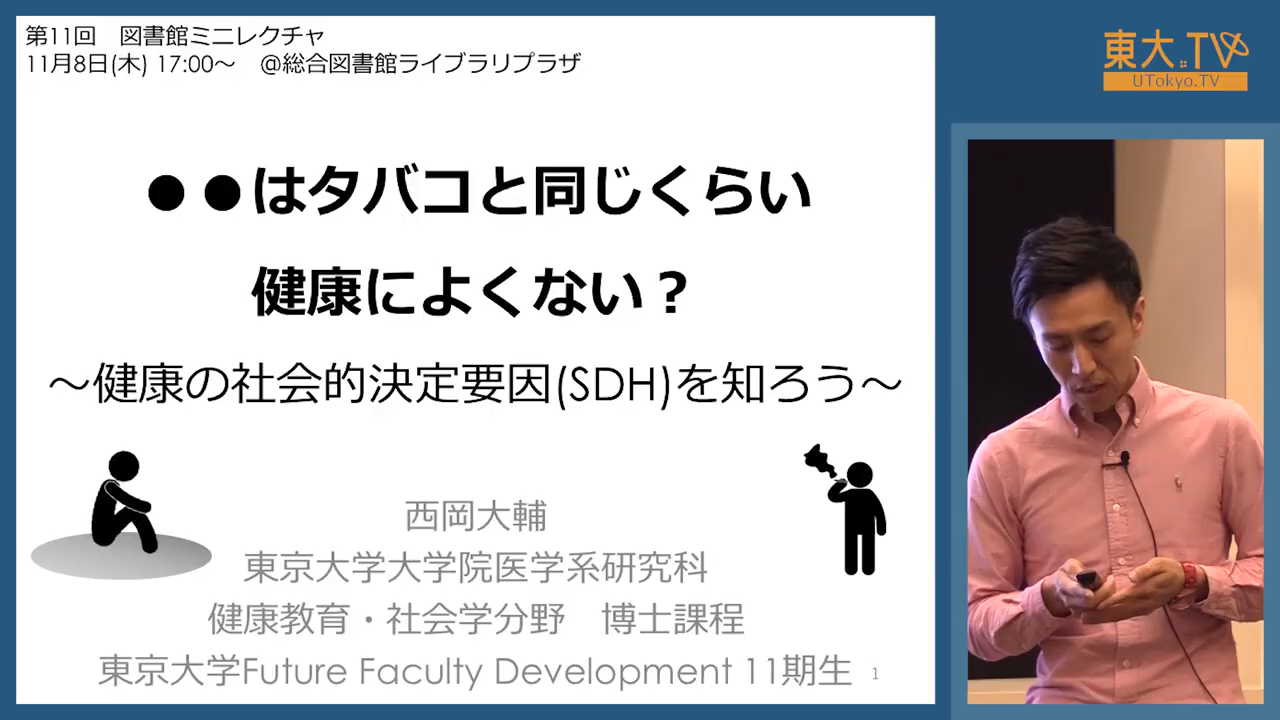 第11回　図書館ミニレクチャ
11月8日(木) 17:00～　@総合図書館ライブラリプラザ
東大.TV
UTokyo.TV
●●はタバコと同じくらい
健康によくない？
～健康の社会的決定要因(SDH)を知ろう～
西岡大輔
東京大学大学院医学系研究科
健康教育・社会学分野　博士課程
東京大学Future Faculty Development 11期生
1